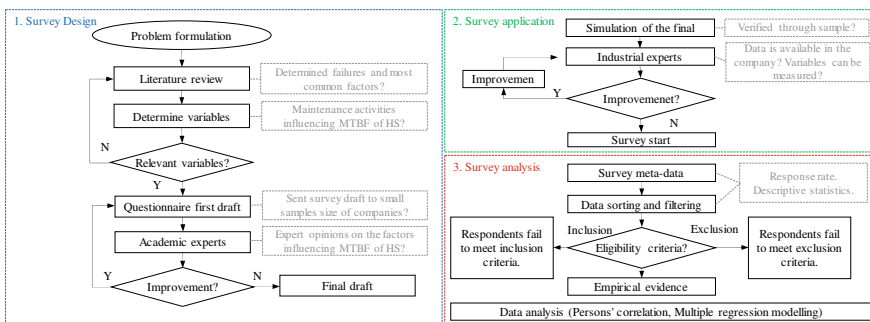 1. Survey Design
Problem formulation
Literature review
Determined failures and most
common factors?
Determine variables
Maintenance activities
influencing MTBF of HS?
N
Relevant variables?
Y
Questionnaire first draft
Sent survey draft to small
samples size of companies?
Academic experts
Expert opinions on the factors
influencing MTBF of HS?
Y
Improvement?
N
Final draft
2. Survey application
Simulation of the final
Verified through sample?
Industrial experts
Data is available in the
company? Variables can be
measured?
Improvemen
Y
Improvemenet?
N
Survey start
3. Survey analysis
Survey meta-data
Response rate.
Descriptive statistics.
Data sorting and filtering
Inclusion
Exclusion
Respondents fail
to meet inclusion
criteria.
Eligibility criteria?
Respondents fail
to meet exclusion
criteria.
Empirical evidence
Data analysis (Persons' correlation, Multiple regression modelling)